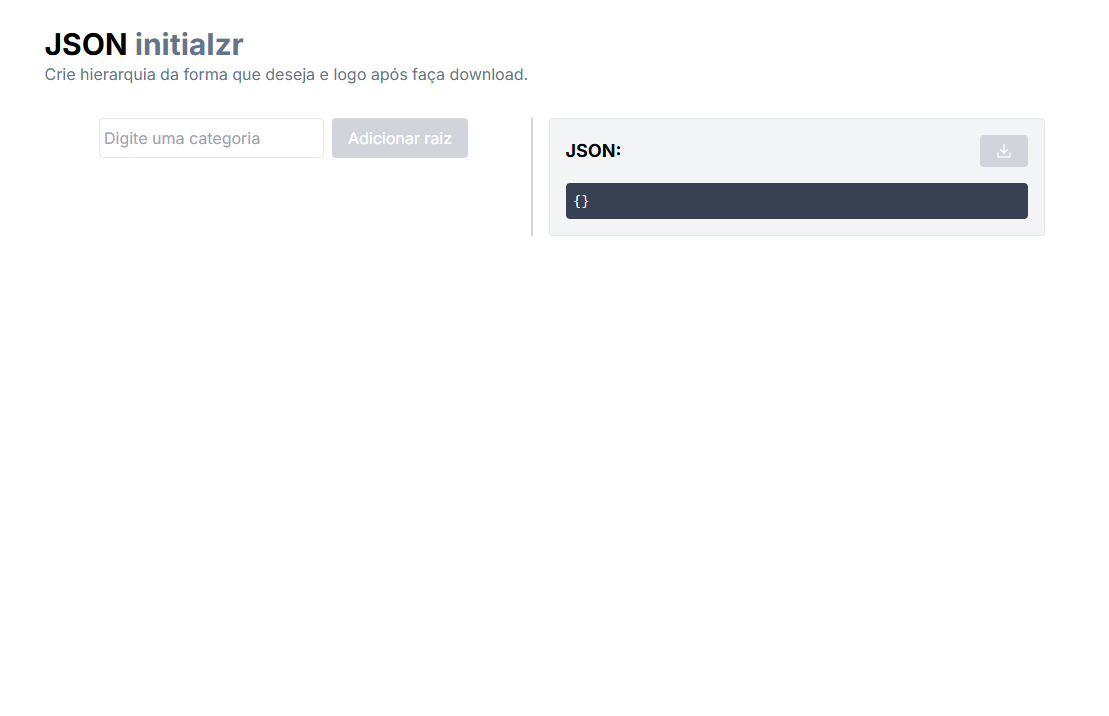 JSON initialzr
Crie hierarquia da forma que deseja e logo após faça download.
Digite uma categoria
Adicionar raiz
JSON:
{}